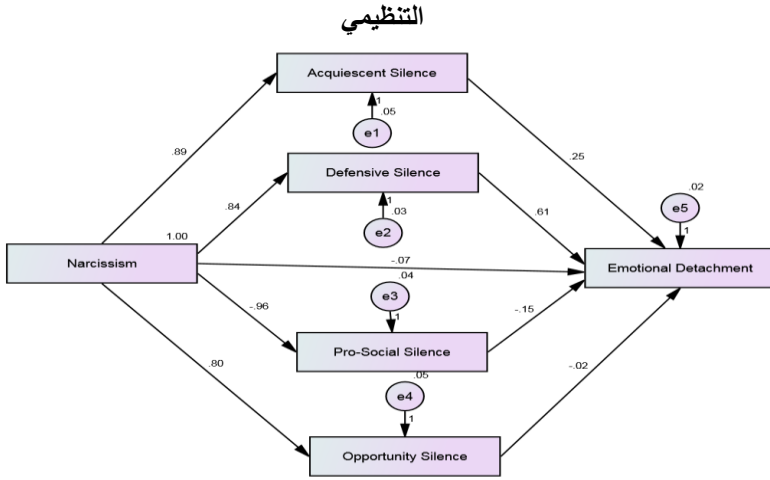 التنظيمي
Acquiescent Silence
1
.05
e1
.89
.25
Defensive Silence
.84
1
.03
e2
.61
.02
e5
1
1.00
Narcissism
-.07
Emotional Detachment
.04
e3
1
-.96
-.15
Pro-Social Silence
.80
.05
e4
1
-.02
Opportunity Silence